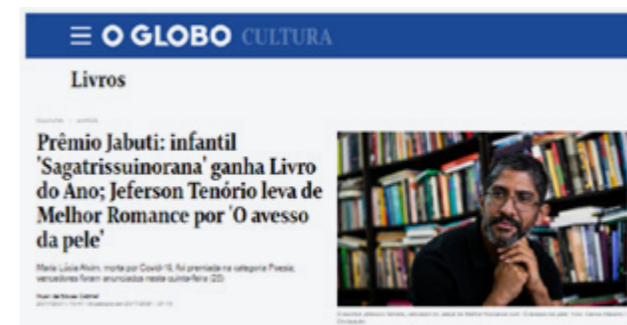 O GLOBO CULTURA
Livros
Prêmio Jabuti: infantil
'Sagatrissuinorana' ganha Livro
do Ano; Jeferson Tenório leva de
Melhor Romance por 'O avesso
da pele'
Maria Lúcia Alvim, morta por Covid-19, foi premiada na categoria Poesia;
vencedores foram anunciados nesta quinta-feira (25)